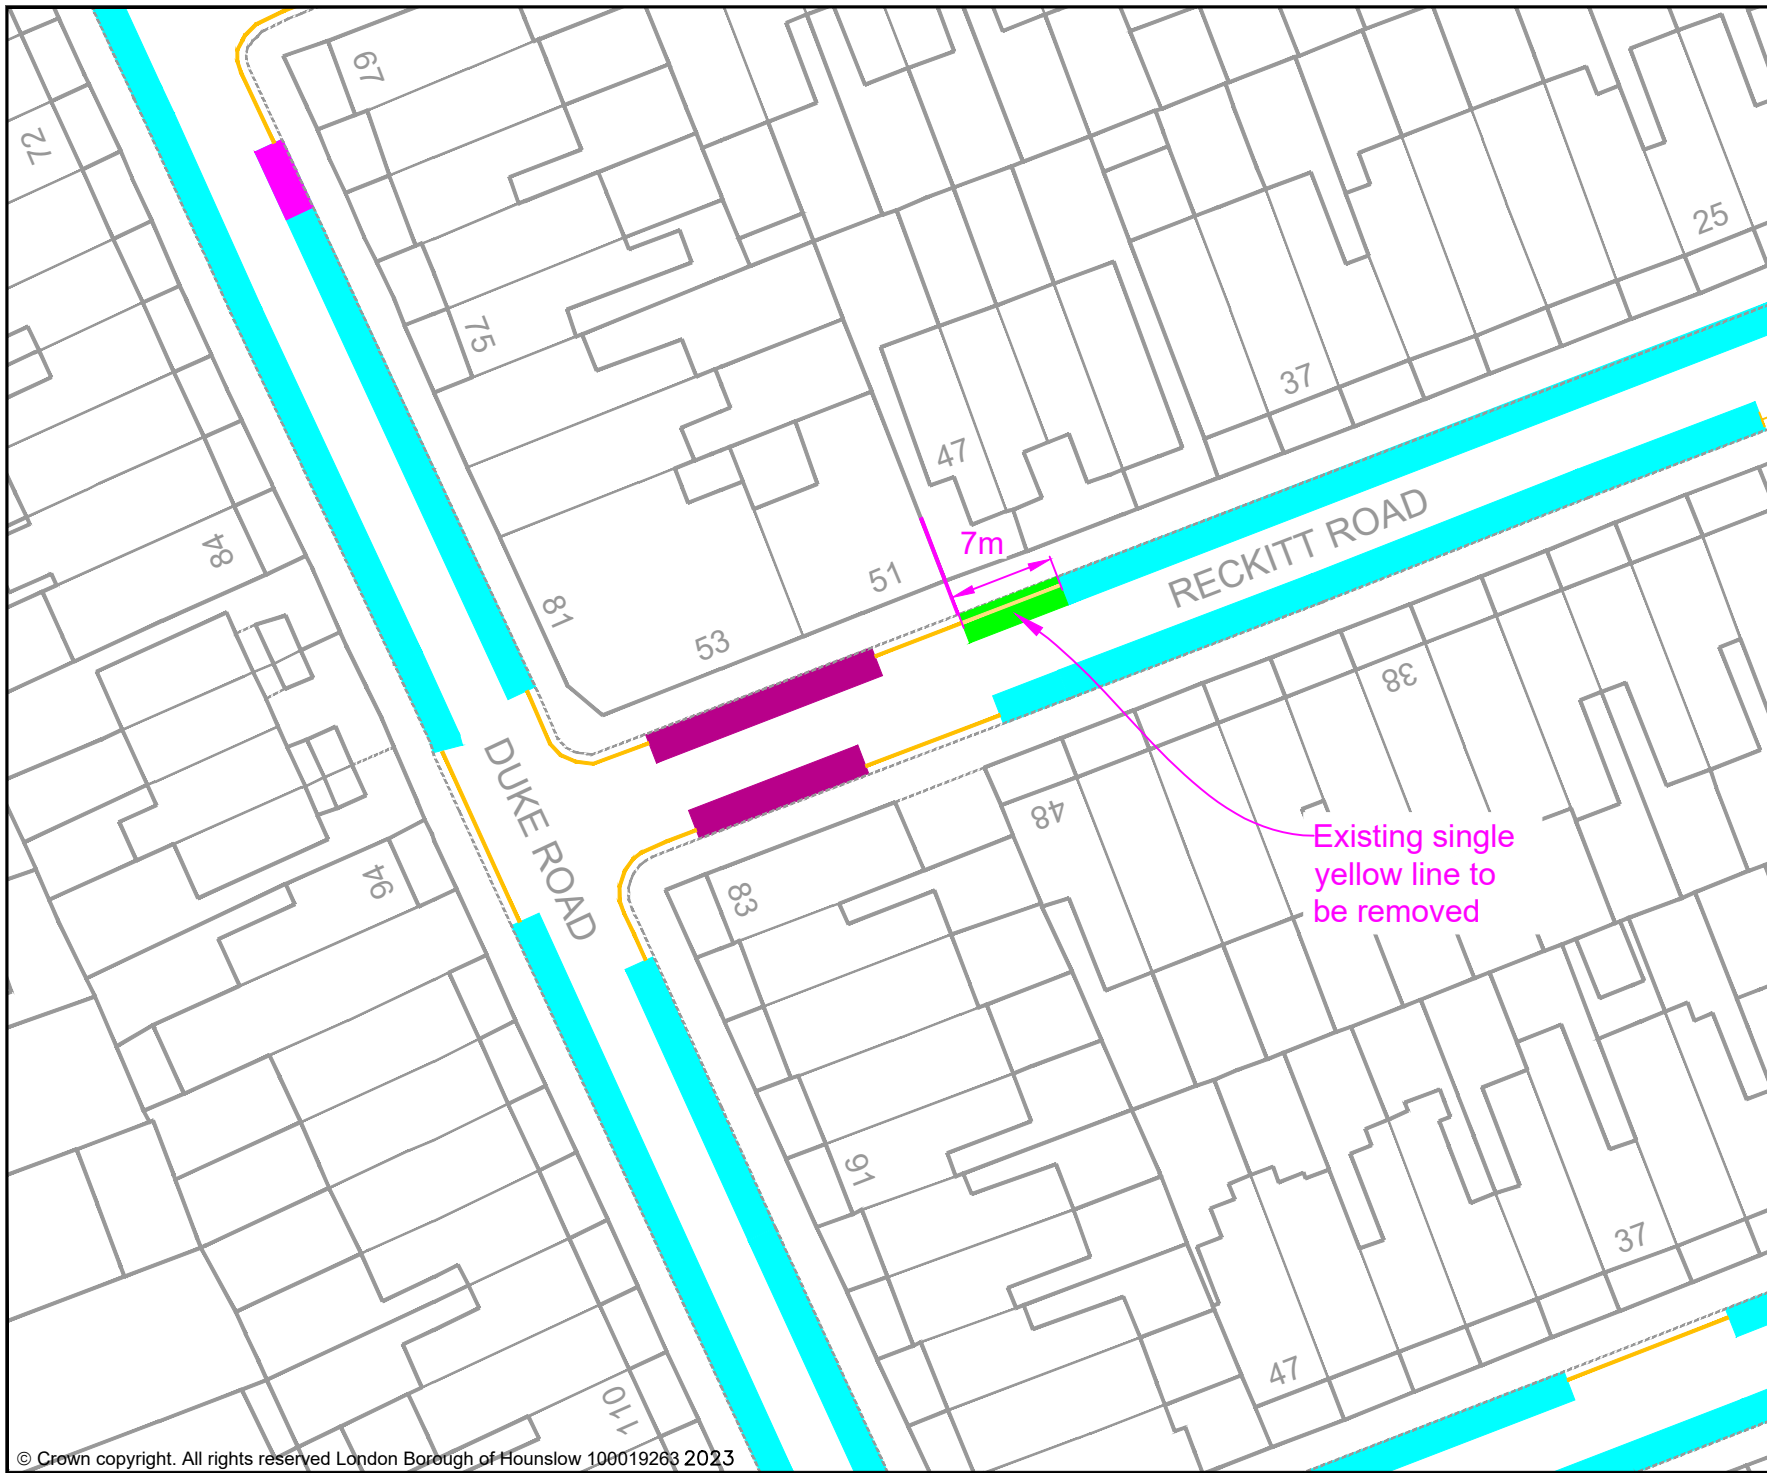 67
72
25
75
37
47
7m
RECKITT ROAD
84
51
81
53
38
DUKE ROAD
48
Existing single
yellow line to
be removed
94
83
91
37
47
110
© Crown copyright. All rights reserved London Borough of Hounslow 100019263 2023